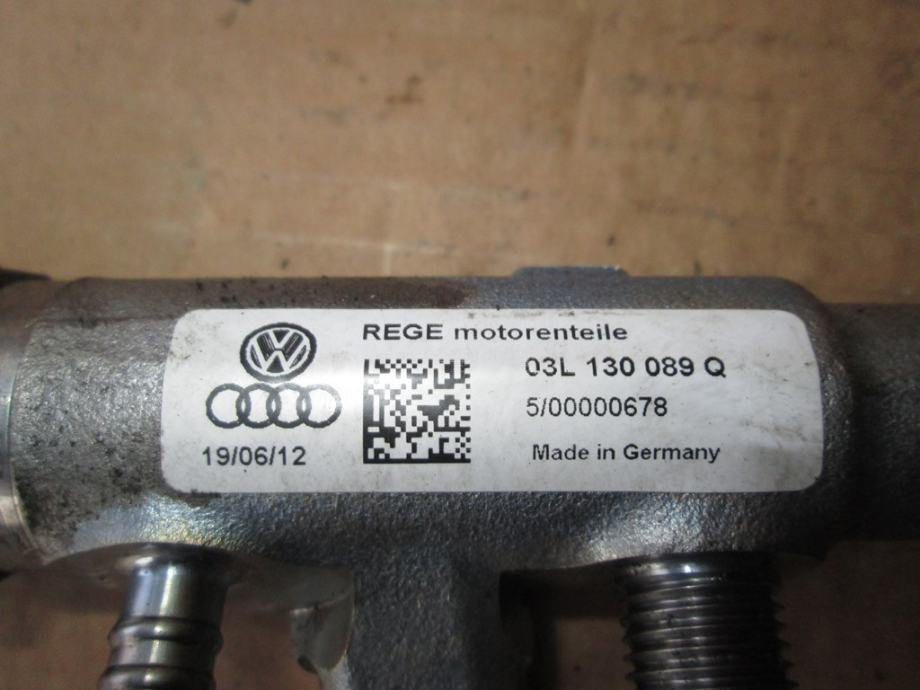 REGE motorenteile
03L 130 089 Q
5/00000678
19/06/12
Made in Germany